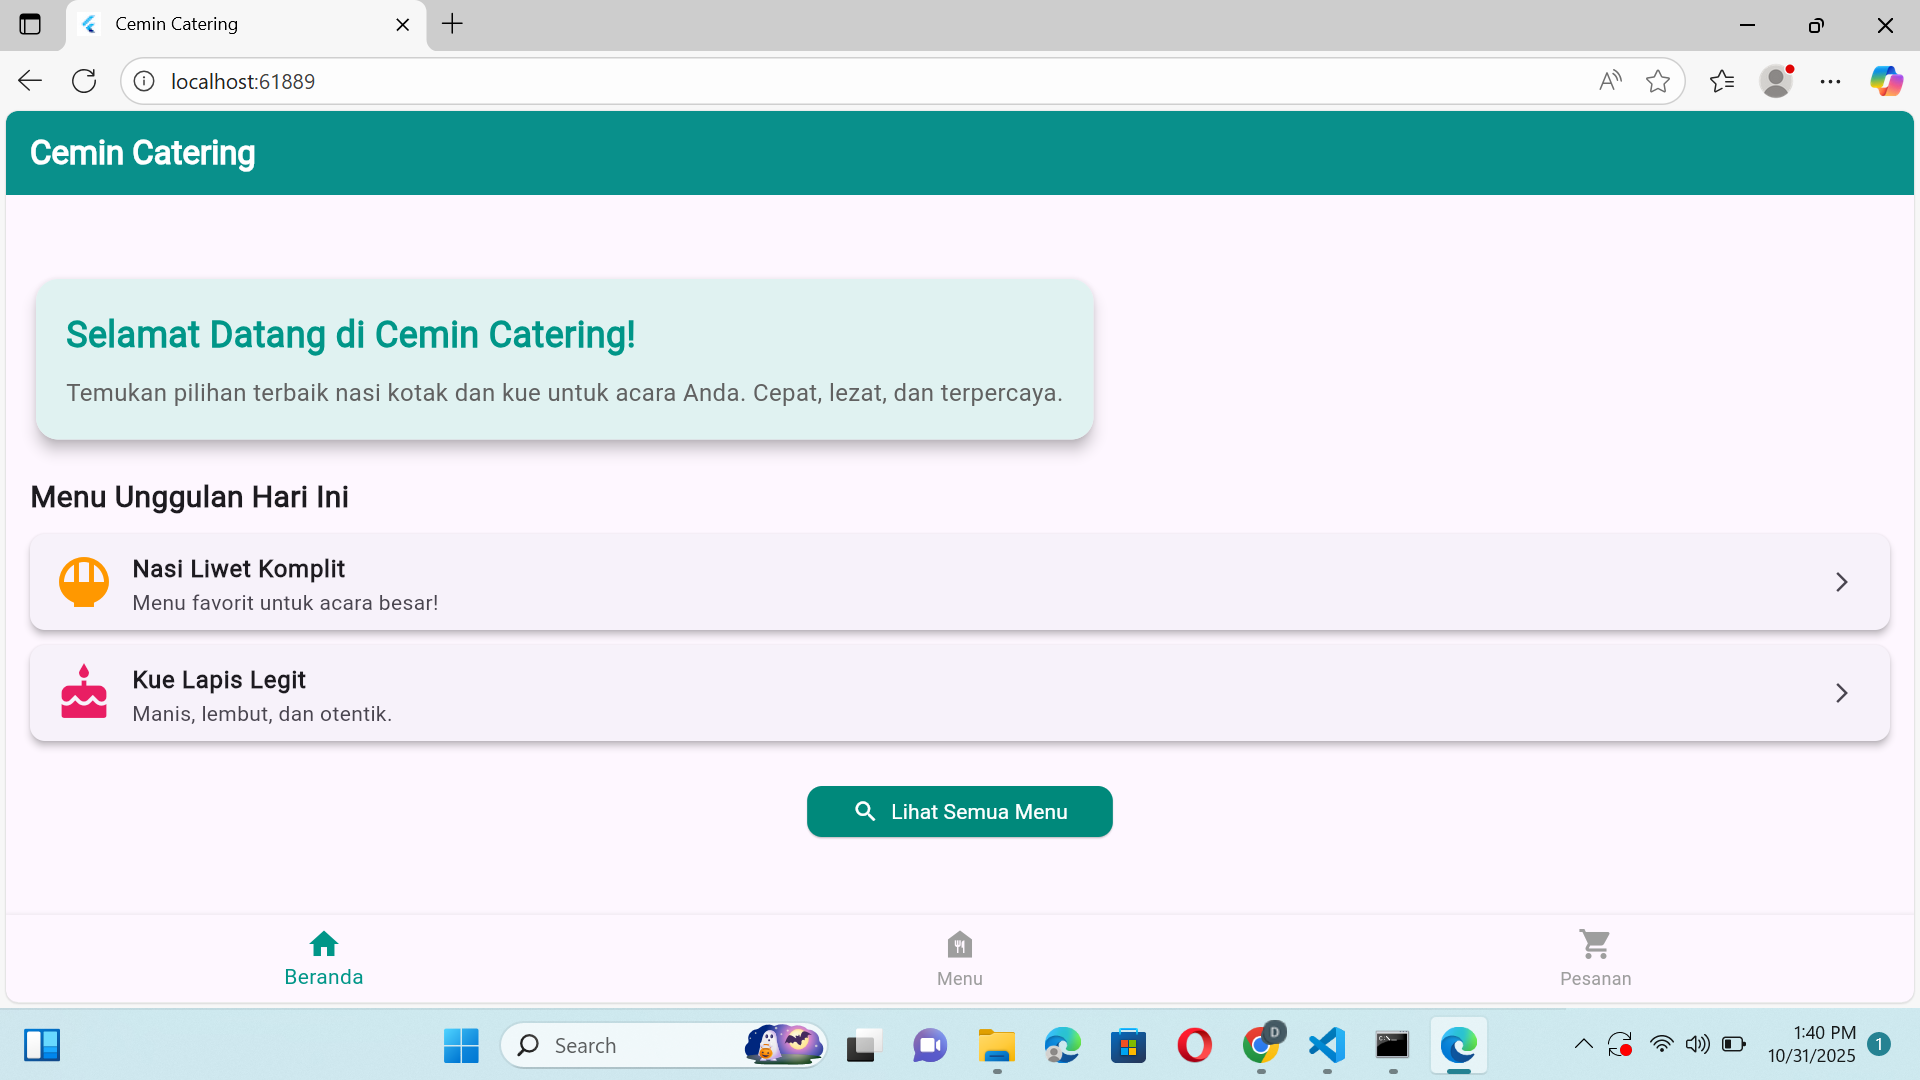 Cemin Catering
localhost:61889
Cemin Catering
Selamat Datang di Cemin Catering!
Temukan pilihan terbaik nasi kotak dan kue untuk acara Anda. Cepat, lezat, dan terpercaya.
Menu Unggulan Hari Ini
Nasi Liwet Komplit
Menu favorit untuk acara besar!
Kue Lapis Legit
Manis, lembut, dan otentik.
Lihat Semua Menu
Beranda
Menu
Pesanan
Search
D
1:40 PM
10/31/2025
1